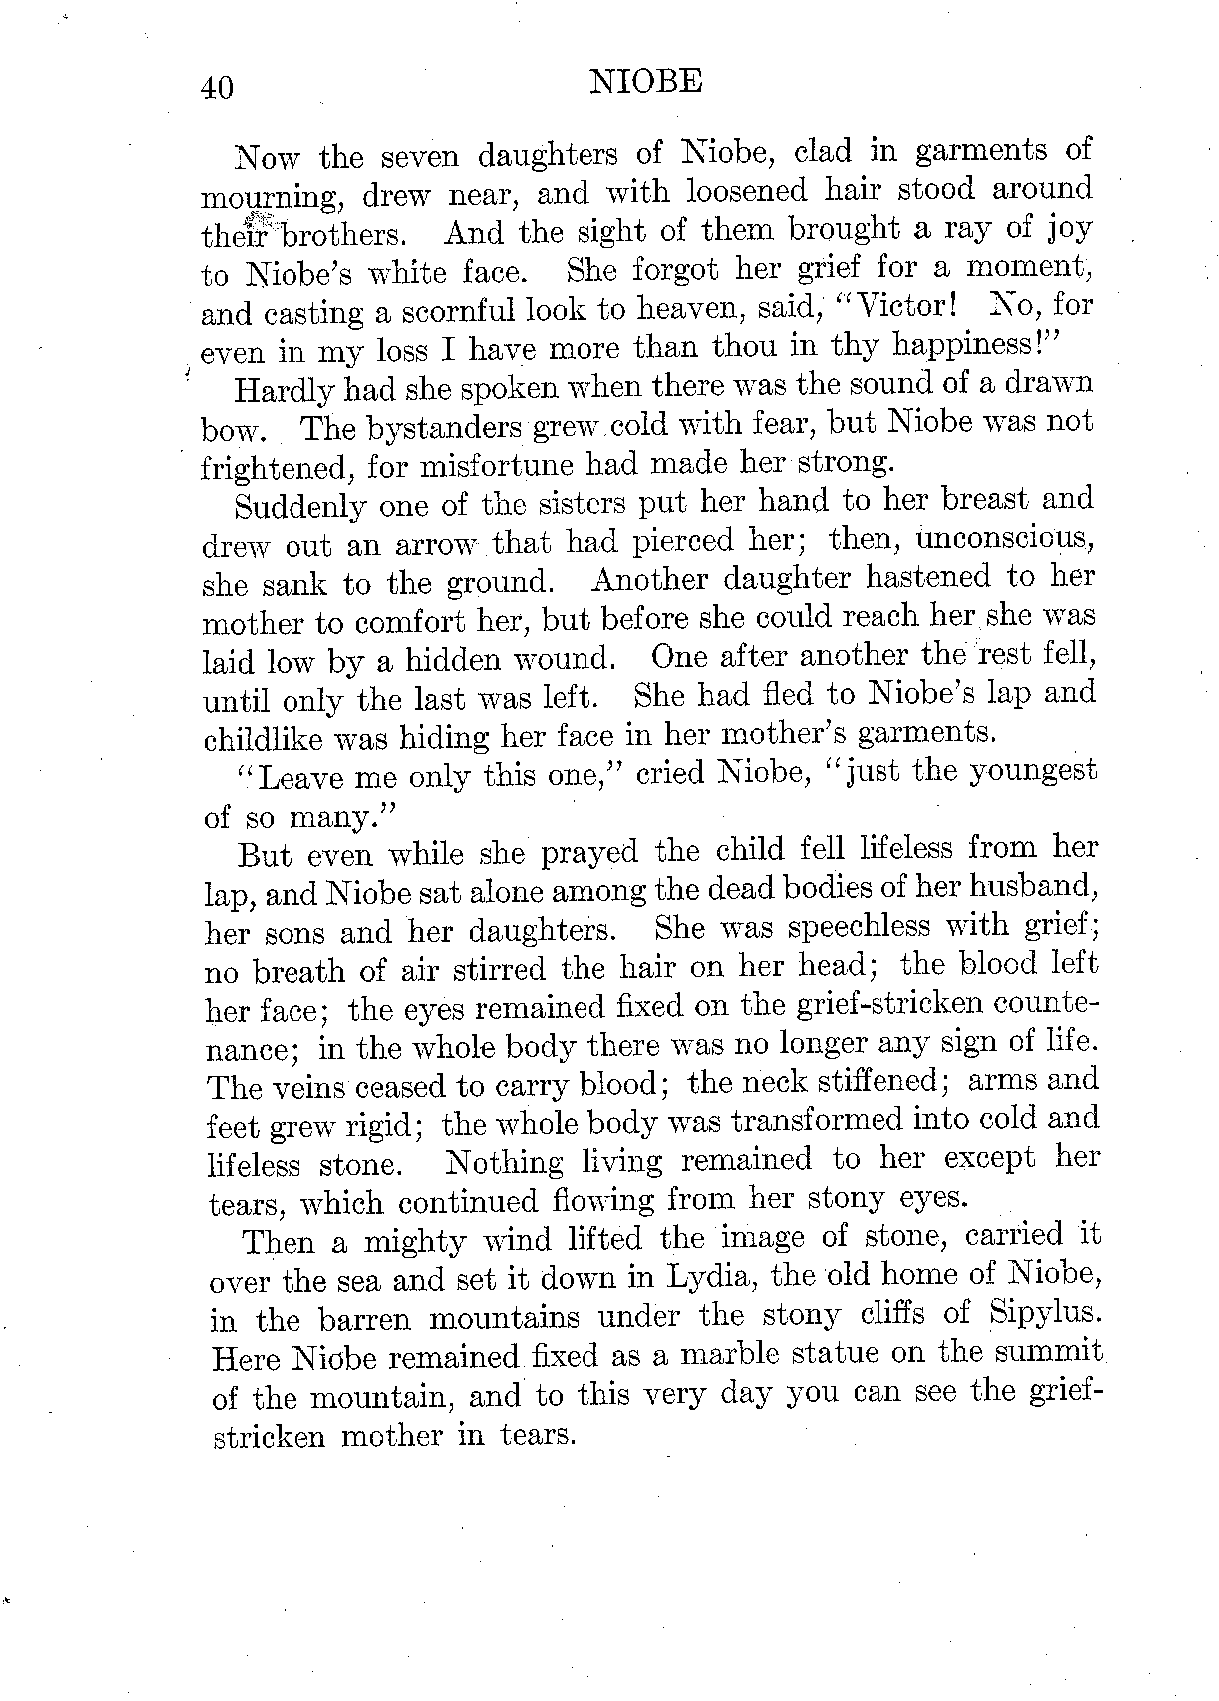 40 NIOBE
Now the seven daughters of Niobe, clad in garments of
mourning, drew near, and with loosened hair stood around
their brothers. And the sight of them brought a ray of joy
to Niobe's white face. She forgot her grief for a moment,
and casting a scornful look to heaven, said, "Victor! No, for
even in my loss I have more than thou in thy happiness!"
Hardly had she spoken when there was the sound of a drawn
bow. The bystanders grew cold with fear, but Niobe was not
frightened, for misfortune had made her strong.
Suddenly one of the sisters put her hand to her breast and
drew out an arrow that had pierced her; then, unconscious,
she sank to the ground. Another daughter hastened to her
mother to comfort her, but before she could reach her she was
laid low by a hidden wound. One after another the rest fell,
until only the last was left. She had fled to Niobe's lap and
childlike was hiding her face in her mother's garments.
"Leave me only this one," cried Niobe, "just the youngest
of so many."
But even while she prayed the child fell lifeless from her
lap, and Niobe sat alone among the dead bodies of her husband,
her sons and her daughters. She was speechless with grief;
no breath of air stirred the hair on her head; the blood left
her face; the eyes remained fixed on the grief-stricken counte-
nance; in the whole body there was no longer any sign of life.
The veins ceased to carry blood; the neck stiffened; arms and
feet grew rigid; the whole body was transformed into cold and
lifeless stone. Nothing living remained to her except her
tears, which continued flowing from her stony eyes.
Then a mighty wind lifted the image of stone, carried it
over the sea and set it down in Lydia, the old home of Niobe,
in the barren mountains under the stony cliffs of Sipylus.
Here Niobe remained fixed as a marble statue on the summit
of the mountain, and to this very day you can see the grief-
stricken mother in tears.